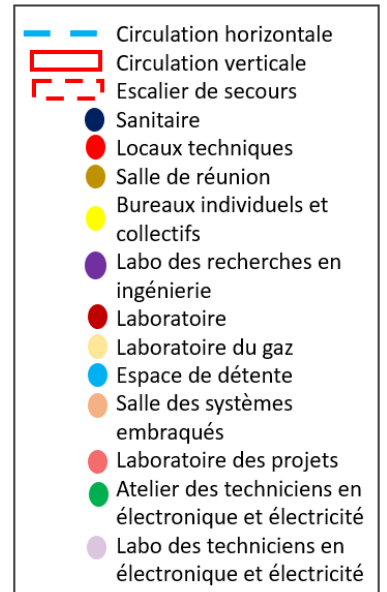 Circulation horizontale
Circulation verticale
Escalier de secours
Sanitaire
Locaux techniques
Salle de réunion
Bureaux individuels et
collectifs
Labo des recherches en
ingénierie
Laboratoire
Laboratoire du gaz
Espace de détente
Salle des systèmes
embraqués
Laboratoire des projets
Atelier des techniciens en
électronique et électricité
Labo des techniciens en
électronique et électricité